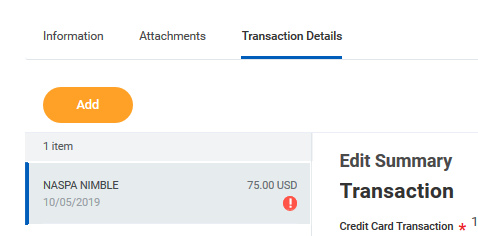 Information Attachments Transaction Details
Add
1 item
NASPA NIMBLE 75.00 USD
10/05/2019
Edit Summary
Transaction
Credit Card Transaction * 1